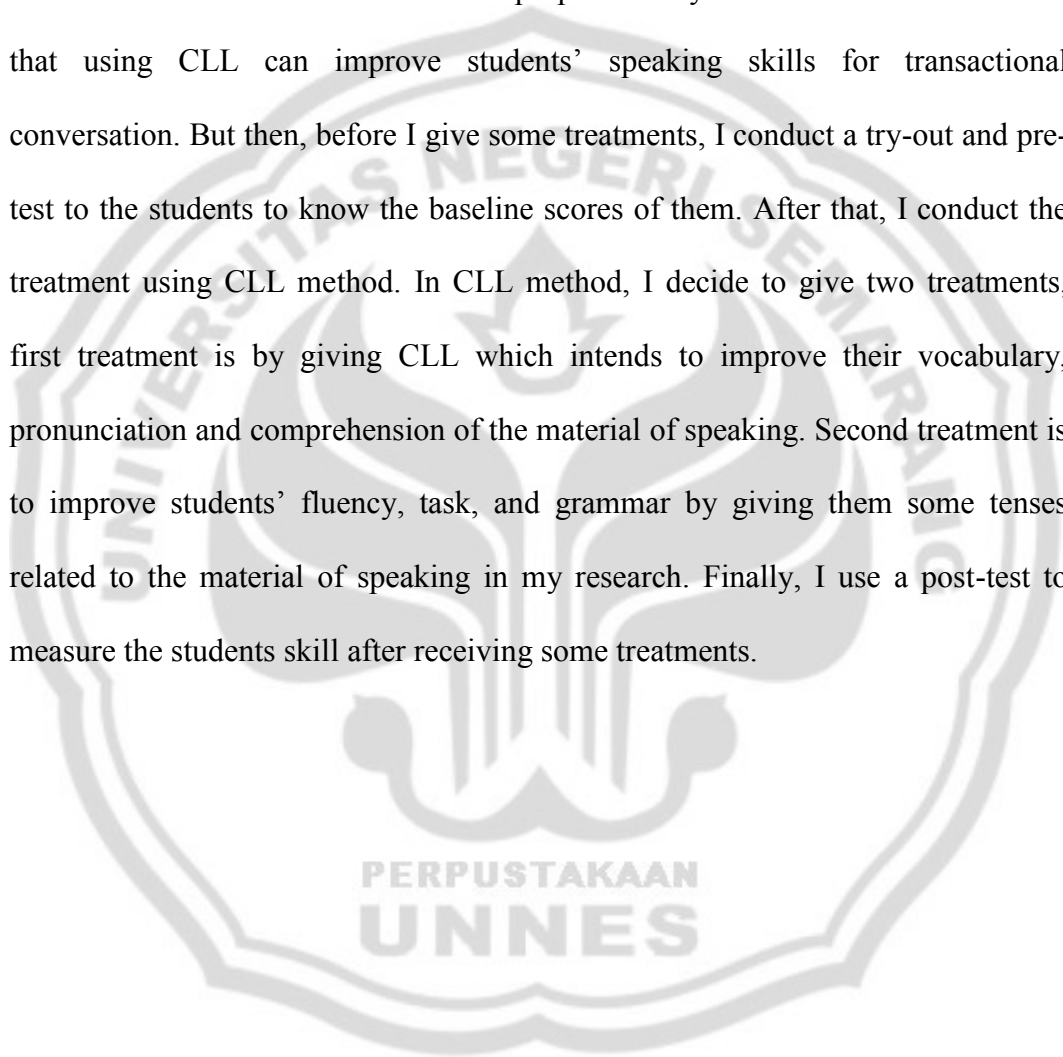 that using CLL can improve students’ speaking skills for transactional
conversation. But then, before I give some treatments, I conduct a try-out and pre-
test to the students to know the baseline scores of them. After that, I conduct the
treatment using CLL method. In CLL method, I decide to give two treatments,
first treatment is by giving CLL which intends to improve their vocabulary,
pronunciation and comprehension of the material of speaking. Second treatment is
to improve students’ fluency, task, and grammar by giving them some tenses
related to the material of speaking in my research. Finally, I use a post-test to
measure the students skill after receiving some treatments.
UNIVERSITAS NEGERI SEMARANG
PERPUSTAKAAN
UNNES